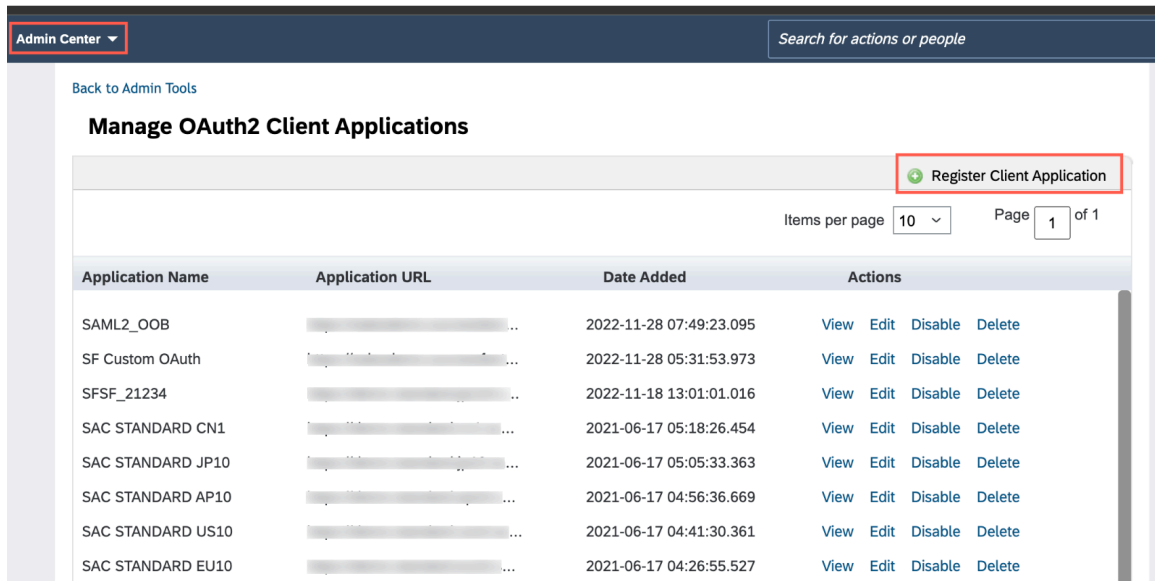 Admin Center
Search for actions or people
Back to Admin Tools
Manage OAuth2 Client Applications
Register Client Application
Items per page 10 Page 1 of 1
Application Name Application URL Date Added Actions
SAML2_OOB ... 2022-11-28 07:49:23.095 View Edit Disable Delete
SF Custom OAuth ... 2022-11-28 05:31:53.973 View Edit Disable Delete
SFSF_21234 .. 2022-11-18 13:01:01.016 View Edit Disable Delete
SAC STANDARD CN1 ... 2021-06-17 05:18:26.454 View Edit Disable Delete
SAC STANDARD JP10 ... 2021-06-17 05:05:33.363 View Edit Disable Delete
SAC STANDARD AP10 ... 2021-06-17 04:56:36.669 View Edit Disable Delete
SAC STANDARD US10 ... 2021-06-17 04:41:30.361 View Edit Disable Delete
SAC STANDARD EU10 ... 2021-06-17 04:26:55.527 View Edit Disable Delete